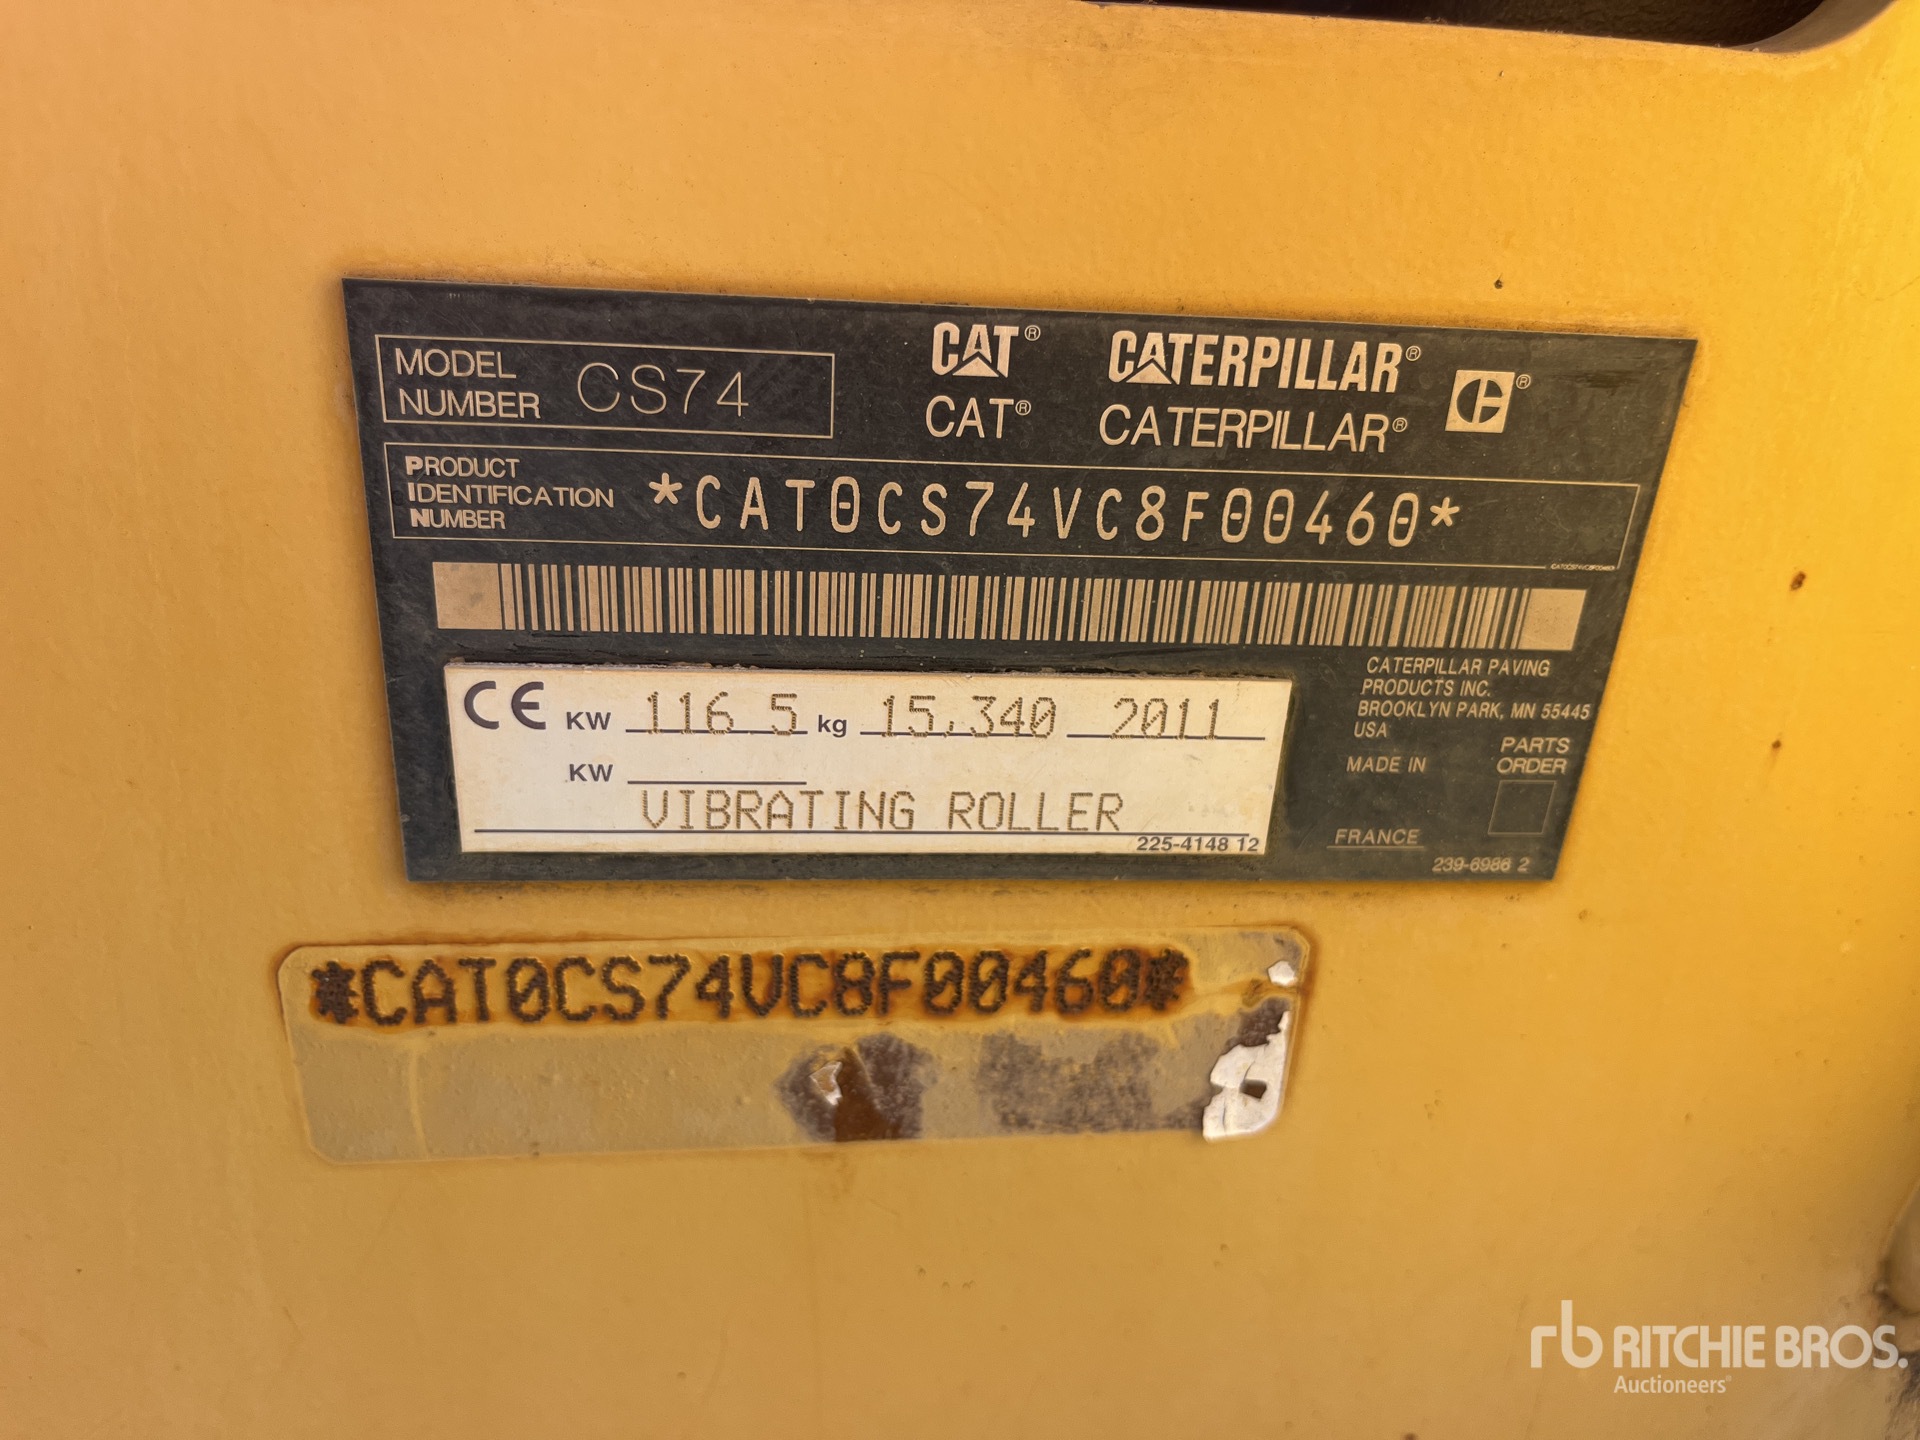 MODEL NUMBER CS74
CAT® CATERPILLAR®
CAT® CATERPILLAR®
PRODUCT
IDENTIFICATION
NUMBER
*CAT0CS74VC8F00460*
CAT0CS74VC8F00460
CE KW 116.5 kg 15,340 2011
KW
VIBRATING ROLLER
225-4148 12
CATERPILLAR PAVING
PRODUCTS INC.
BROOKLYN PARK, MN 55445
USA
MADE IN
FRANCE
PARTS
ORDER
239-6986 2
*CAT0CS74VC8F00460*
rb RITCHIE BROS.
Auctioneers